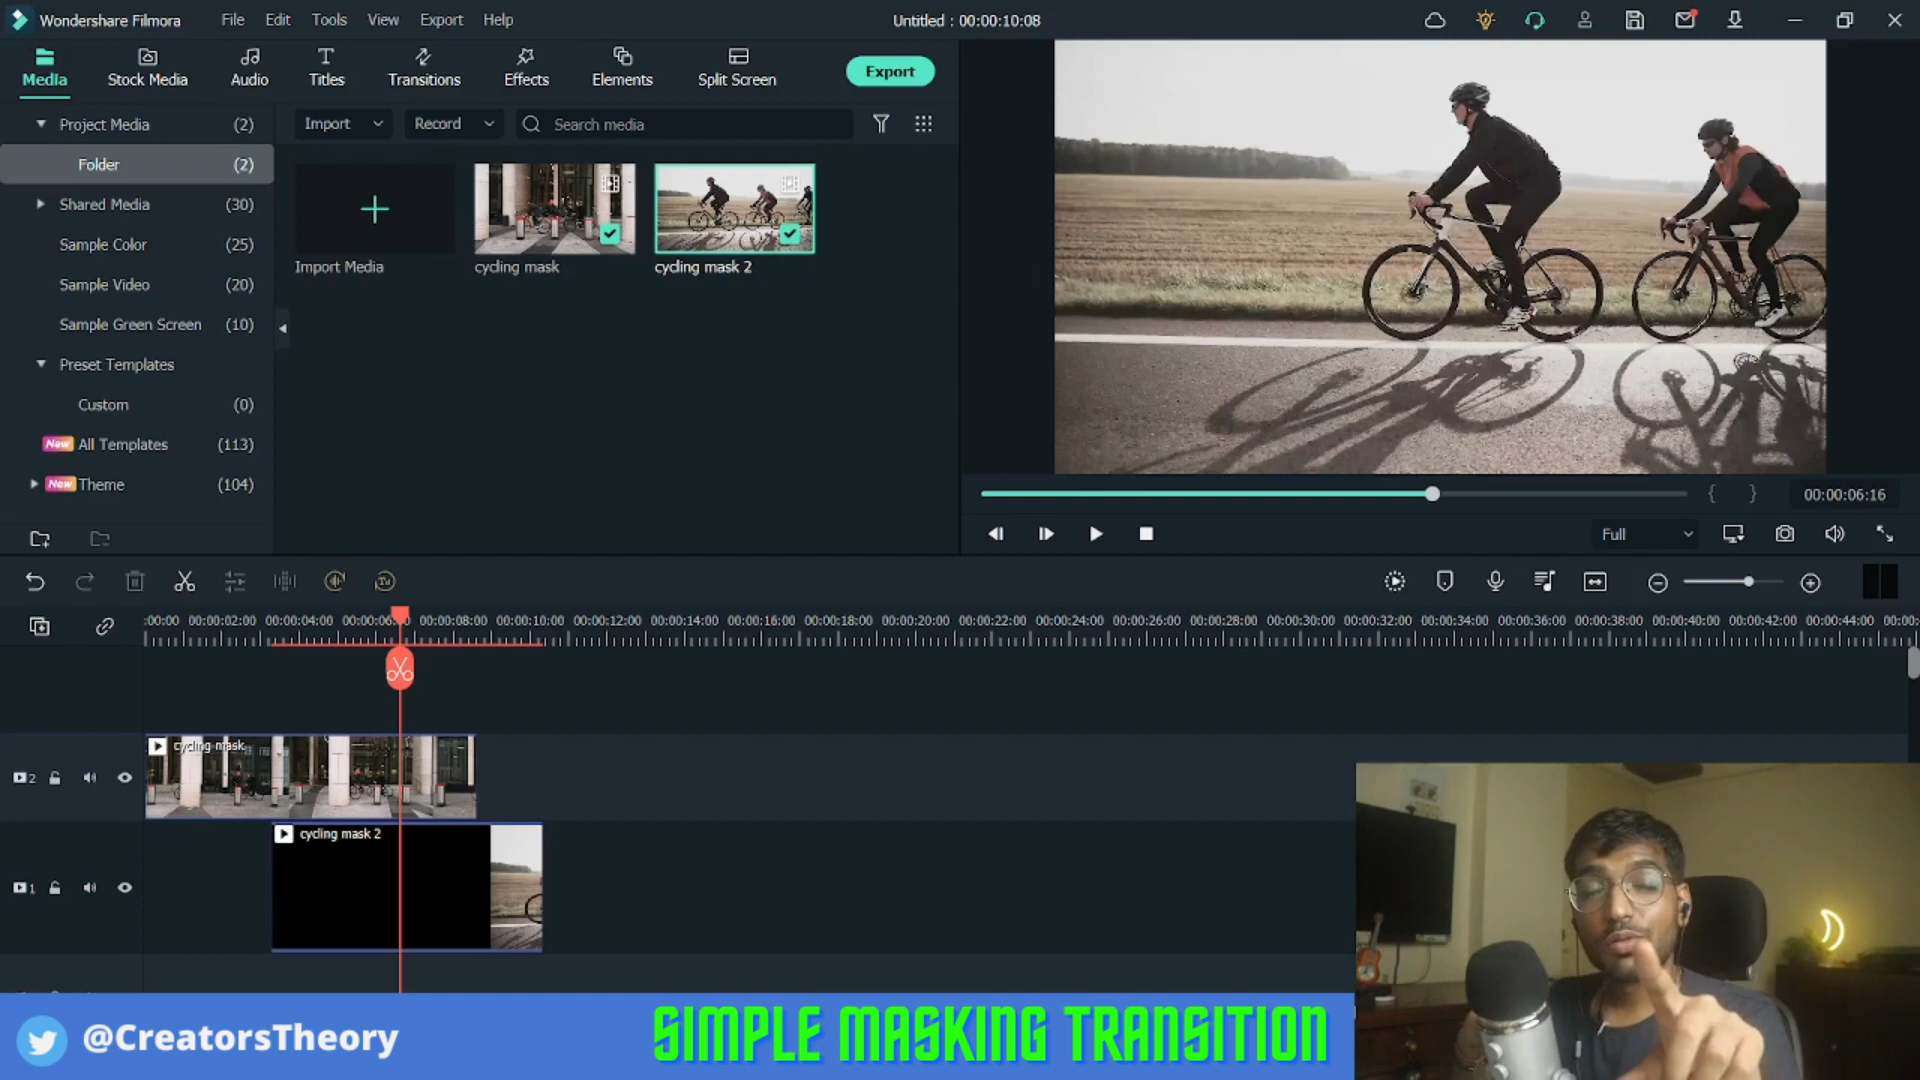 Wondershare Filmora File Edit Tools View Export Help Untitled : 00:00:10:08
Media Stock Media Audio Titles Transitions Effects Elements Split Screen Export
Project Media (2)
Folder (2)
Shared Media (30)
Sample Color (25)
Sample Video (20)
Sample Green Screen (10)
Preset Templates
Custom (0)
New All Templates (113)
New Theme (104)
Import Record Search media
Import Media cycling mask cycling mask 2
00:00:06:16
Full
:00:00 00:00:02:00 00:00:04:00 00:00:06: 00:00:08:00 00:00:10:00 00:00:12:00 00:00:14:00 00:00:16:00 00:00:18:00 00:00:20:00 00:00:22:00 00:00:24:00 00:00:26:00 00:00:28:00 00:00:30:00 00:00:32:00 00:00:34:00 00:00:36:00 00:00:38:00 00:00:40:00 00:00:42:00 00:00:44:00 00:00:
2 cycling mask
1 cycling mask 2
@CreatorsTheory
SIMPLE MASKING TRANSITION